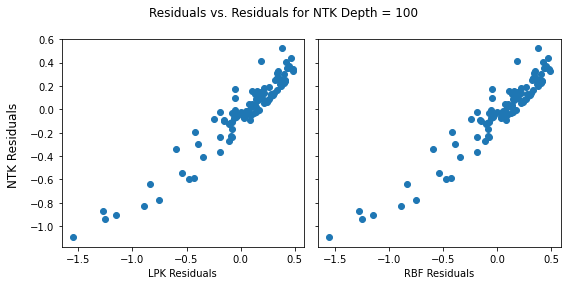 Residuals vs. Residuals for NTK Depth = 100
NTK Residuals
0.6
0.4
0.2
0.0
−0.2
−0.4
−0.6
−0.8
−1.0
−1.5 −1.0 −0.5 0.0 0.5
LPK Residuals
−1.5 −1.0 −0.5 0.0 0.5
RBF Residuals